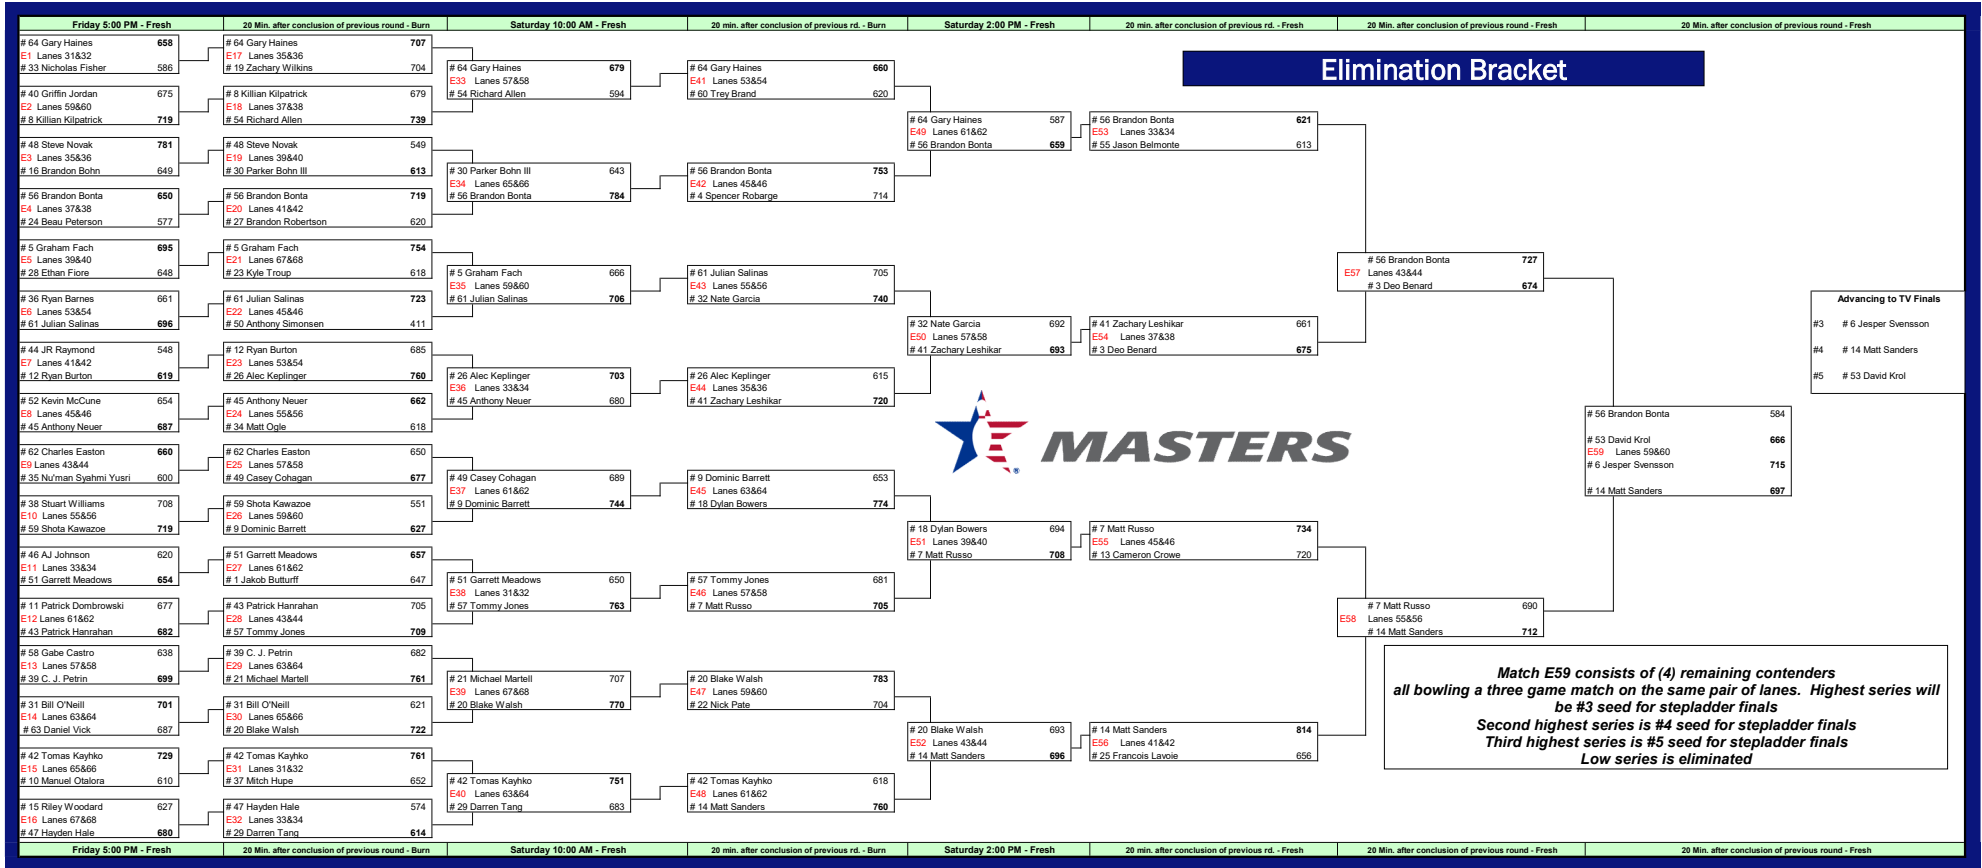 Friday 5:00 PM - Fresh
20 Min. after conclusion of previous round - Burn
Saturday 10:00 AM - Fresh
20 min. after conclusion of previous rd. - Burn
Saturday 2:00 PM - Fresh
20 min. after conclusion of previous rd. - Fresh
20 Min. after conclusion of previous round - Fresh
20 Min. after conclusion of previous round - Fresh
Elimination Bracket
# 64 Gary Haines 658
E1 Lanes 31&32
# 33 Nicholas Fisher 586
# 40 Griffin Jordan 675
E2 Lanes 59&60
# 8 Killian Kilpatrick 719
# 48 Steve Novak 781
E3 Lanes 35&36
# 16 Brandon Bohn 649
# 56 Brandon Bonta 650
E4 Lanes 37&38
# 24 Beau Peterson 577
# 5 Graham Fach 695
E5 Lanes 39&40
# 28 Ethan Fiore 648
# 36 Ryan Barnes 661
E6 Lanes 53&54
# 61 Julian Salinas 696
# 44 JR Raymond 548
E7 Lanes 41&42
# 12 Ryan Burton 619
# 52 Kevin McCune 654
E8 Lanes 45&46
# 45 Anthony Neuer 687
# 62 Charles Easton 660
E9 Lanes 43&44
# 35 Nu'man Syahmi Yusri 600
# 38 Stuart Williams 708
E10 Lanes 55&56
# 59 Shota Kawazoe 719
# 46 AJ Johnson 620
E11 Lanes 33&34
# 51 Garrett Meadows 654
# 11 Patrick Dombrowski 677
E12 Lanes 61&62
# 43 Patrick Hanrahan 682
# 58 Gabe Castro 638
E13 Lanes 57&58
# 39 C. J. Petrin 699
# 31 Bill O'Neill 701
E14 Lanes 63&64
# 63 Daniel Vick 687
# 42 Tomas Kayhko 729
E15 Lanes 65&66
# 10 Manuel Otalora 610
# 15 Riley Woodard 627
E16 Lanes 67&68
# 47 Hayden Hale 680
# 64 Gary Haines 707
E17 Lanes 35&36
# 19 Zachary Wilkins 704
# 8 Killian Kilpatrick 679
E18 Lanes 37&38
# 54 Richard Allen 739
# 48 Steve Novak 549
E19 Lanes 39&40
# 30 Parker Bohn III 613
# 56 Brandon Bonta 719
E20 Lanes 41&42
# 27 Brandon Robertson 620
# 5 Graham Fach 754
E21 Lanes 67&68
# 23 Kyle Troup 618
# 61 Julian Salinas 723
E22 Lanes 45&46
# 50 Anthony Simonsen 411
# 12 Ryan Burton 685
E23 Lanes 53&54
# 26 Alec Keplinger 760
# 45 Anthony Neuer 662
E24 Lanes 55&56
# 34 Matt Ogle 618
# 62 Charles Easton 650
E25 Lanes 57&58
# 49 Casey Cohagan 677
# 59 Shota Kawazoe 551
E26 Lanes 59&60
# 9 Dominic Barrett 627
# 51 Garrett Meadows 657
E27 Lanes 61&62
# 1 Jakob Butturff 647
# 43 Patrick Hanrahan 705
E28 Lanes 43&44
# 57 Tommy Jones 709
# 39 C. J. Petrin 682
E29 Lanes 63&64
# 21 Michael Martell 761
# 31 Bill O'Neill 621
E30 Lanes 65&66
# 20 Blake Walsh 722
# 42 Tomas Kayhko 761
E31 Lanes 31&32
# 37 Mitch Hupe 652
# 47 Hayden Hale 574
E32 Lanes 33&34
# 29 Darren Tang 614
# 64 Gary Haines 679
E33 Lanes 57&58
# 54 Richard Allen 594
# 30 Parker Bohn III 643
E34 Lanes 65&66
# 56 Brandon Bonta 784
# 5 Graham Fach 666
E35 Lanes 59&60
# 61 Julian Salinas 706
# 26 Alec Keplinger 703
E36 Lanes 33&34
# 45 Anthony Neuer 680
# 49 Casey Cohagan 689
E37 Lanes 61&62
# 9 Dominic Barrett 744
# 51 Garrett Meadows 650
E38 Lanes 31&32
# 57 Tommy Jones 763
# 21 Michael Martell 707
E39 Lanes 67&68
# 20 Blake Walsh 770
# 42 Tomas Kayhko 751
E40 Lanes 63&64
# 29 Darren Tang 683
# 64 Gary Haines 660
E41 Lanes 53&54
# 60 Trey Brand 620
# 56 Brandon Bonta 753
E42 Lanes 45&46
# 4 Spencer Robarge 714
# 61 Julian Salinas 705
E43 Lanes 55&56
# 32 Nate Garcia 740
# 26 Alec Keplinger 615
E44 Lanes 35&36
# 41 Zachary Leshikar 720
# 9 Dominic Barrett 653
E45 Lanes 63&64
# 18 Dylan Bowers 774
# 57 Tommy Jones 681
E46 Lanes 57&58
# 7 Matt Russo 705
# 20 Blake Walsh 783
E47 Lanes 59&60
# 22 Nick Pate 704
# 42 Tomas Kayhko 618
E48 Lanes 61&62
# 14 Matt Sanders 760
# 64 Gary Haines 587
E49 Lanes 61&62
# 56 Brandon Bonta 659
# 32 Nate Garcia 692
E50 Lanes 57&58
# 41 Zachary Leshikar 693
# 18 Dylan Bowers 694
E51 Lanes 39&40
# 7 Matt Russo 708
# 20 Blake Walsh 693
E52 Lanes 43&44
# 14 Matt Sanders 696
# 56 Brandon Bonta 621
E53 Lanes 33&34
# 55 Jason Belmonte 613
# 41 Zachary Leshikar 661
E54 Lanes 37&38
# 3 Deo Benard 675
# 7 Matt Russo 734
E55 Lanes 45&46
# 13 Cameron Crowe 720
# 14 Matt Sanders 814
E56 Lanes 41&42
# 25 Francois Lavoie 656
# 56 Brandon Bonta 727
E57 Lanes 43&44
# 3 Deo Benard 674
# 7 Matt Russo 690
E58 Lanes 55&56
# 14 Matt Sanders 712
# 56 Brandon Bonta 584
# 53 David Krol 666
E59 Lanes 59&60
# 6 Jesper Svensson 715
# 14 Matt Sanders 697
Advancing to TV Finals
#3 # 6 Jesper Svensson
#4 # 14 Matt Sanders
#5 # 53 David Krol
MASTERS
Match E59 consists of (4) remaining contenders
all bowling a three game match on the same pair of lanes. Highest series will
be #3 seed for stepladder finals
Second highest series is #4 seed for stepladder finals
Third highest series is #5 seed for stepladder finals
Low series is eliminated
Friday 5:00 PM - Fresh
20 Min. after conclusion of previous round - Burn
Saturday 10:00 AM - Fresh
20 min. after conclusion of previous rd. - Burn
Saturday 2:00 PM - Fresh
20 min. after conclusion of previous rd. - Fresh
20 Min. after conclusion of previous round - Fresh
20 Min. after conclusion of previous round - Fresh